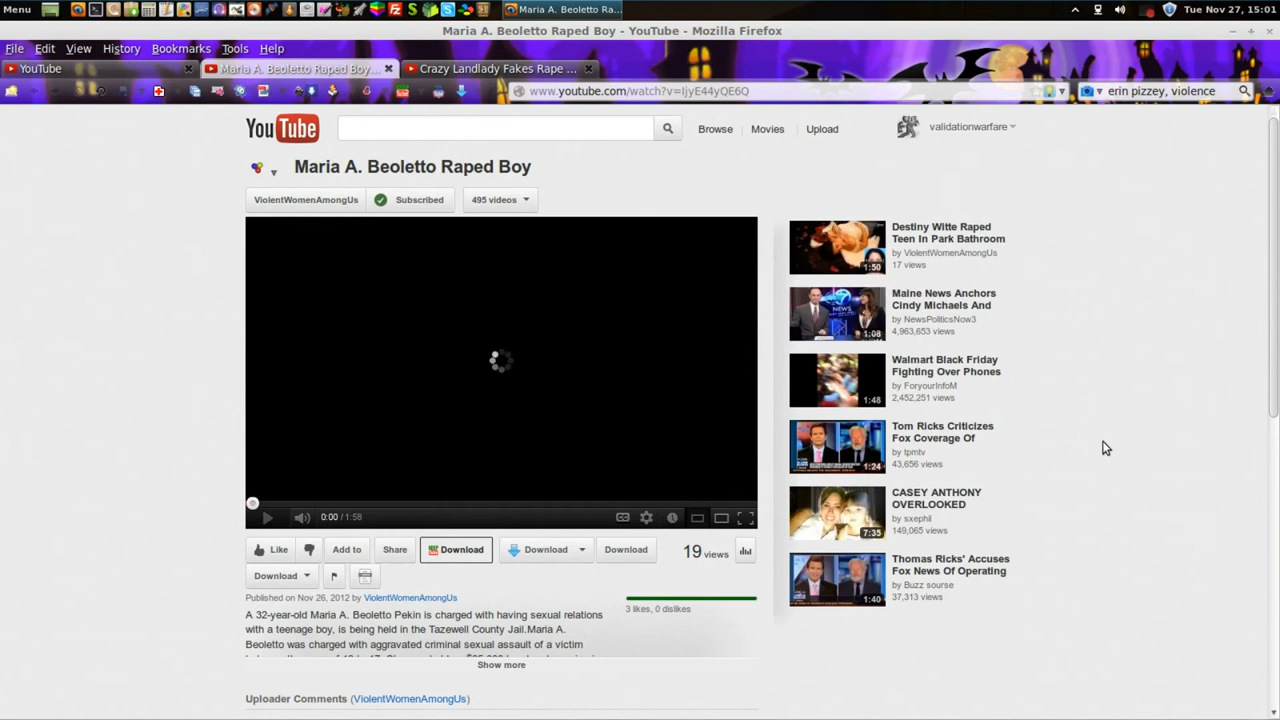 Menu
Maria A. Beoletto Ra...
Tue Nov 27, 15:01
Maria A. Beoletto Raped Boy - YouTube - Mozilla Firefox
File Edit View History Bookmarks Tools Help
YouTube
Maria A. Beoletto Raped Boy...
Crazy Landlady Fakes Rape ...
www.youtube.com/watch?v=IjyE44yQE6Q
erin pizzey, violence
YouTube
Browse Movies Upload
validationwarfare
Maria A. Beoletto Raped Boy
ViolentWomenAmongUs
Subscribed
495 videos
0:00 / 1:58
CC
Like
Add to
Share
Download
Download
Download
19 views
Download
Published on Nov 26, 2012 by ViolentWomenAmongUs
3 likes, 0 dislikes
A 32-year-old Maria A. Beoletto Pekin is charged with having sexual relations
with a teenage boy, is being held in the Tazewell County Jail.Maria A.
Beoletto was charged with aggravated criminal sexual assault of a victim
Show more
Uploader Comments (ViolentWomenAmongUs)
1:50
Destiny Witte Raped
Teen In Park Bathroom
by ViolentWomenAmongUs
17 views
NEWS
1:08
Maine News Anchors
Cindy Michaels And
by NewsPoliticsNow3
4,963,653 views
1:48
Walmart Black Friday
Fighting Over Phones
by ForyourInfoM
2,452,251 views
1:24
Tom Ricks Criticizes
Fox Coverage Of
by tpmtv
43,656 views
7:35
CASEY ANTHONY
OVERLOOKED
by sxephil
149,065 views
1:40
Thomas Ricks' Accuses
Fox News Of Operating
by Buzz sourse
37,313 views